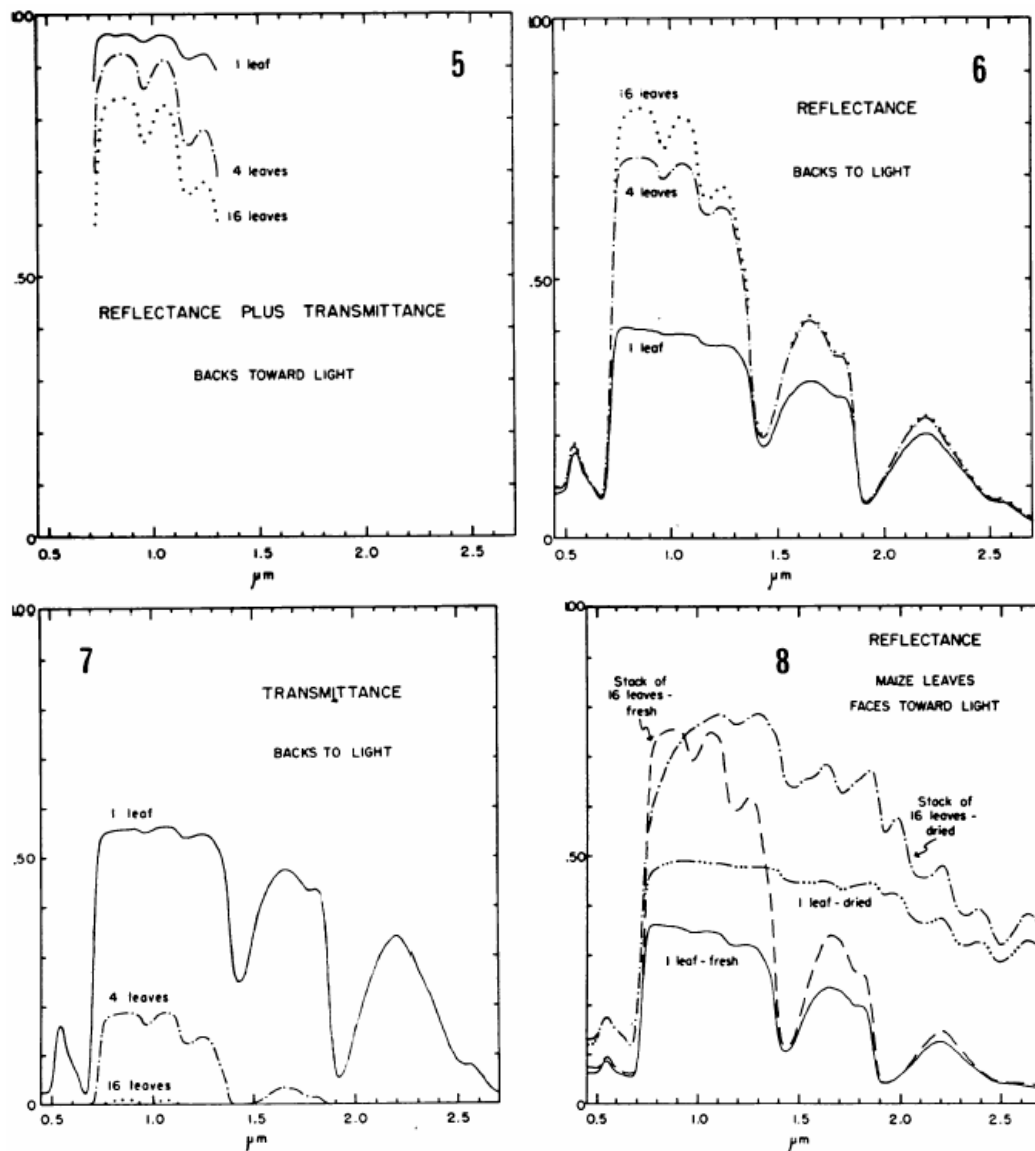 1.00
5
1 leaf
4 leaves
16 leaves
.50
REFLECTANCE PLUS TRANSMITTANCE
BACKS TOWARD LIGHT
0
0.5 1.0 1.5 2.0 2.5
μm
6
16 leaves
REFLECTANCE
4 leaves
BACKS TO LIGHT
.50
1 leaf
0
0.5 1.0 1.5 2.0 2.5
μm
100
7
TRANSMITTANCE
BACKS TO LIGHT
1 leaf
.50
4 leaves
16 leaves
0
0.5 1.0 1.5 2.0 2.5
μm
100
8
REFLECTANCE
MAIZE LEAVES
FACES TOWARD LIGHT
Stack of
16 leaves-
fresh
Stack of
16 leaves-
dried
.50
1 leaf-dried
1 leaf-fresh
0
0.5 1.0 1.5 2.0 2.5
μm